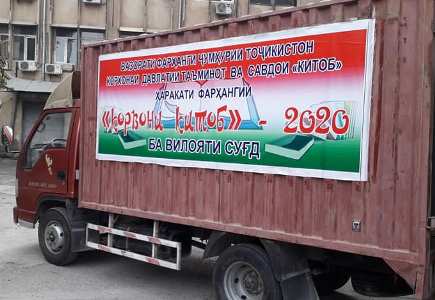 ВАЗОРАТИ ФАРҲАНГИ ҶУМҲУРИИ ТОҶИКИСТОН
КОРХОНАИ ДАВЛАТИИ ТАЪМИНОТ ВА САВДОИ «КИТОБ»
ҲАРАКАТИ ФАРҲАНГИИ
«КОРВОНИ КИТОБ» - 2020
БА ВИЛОЯТИ СУҒД